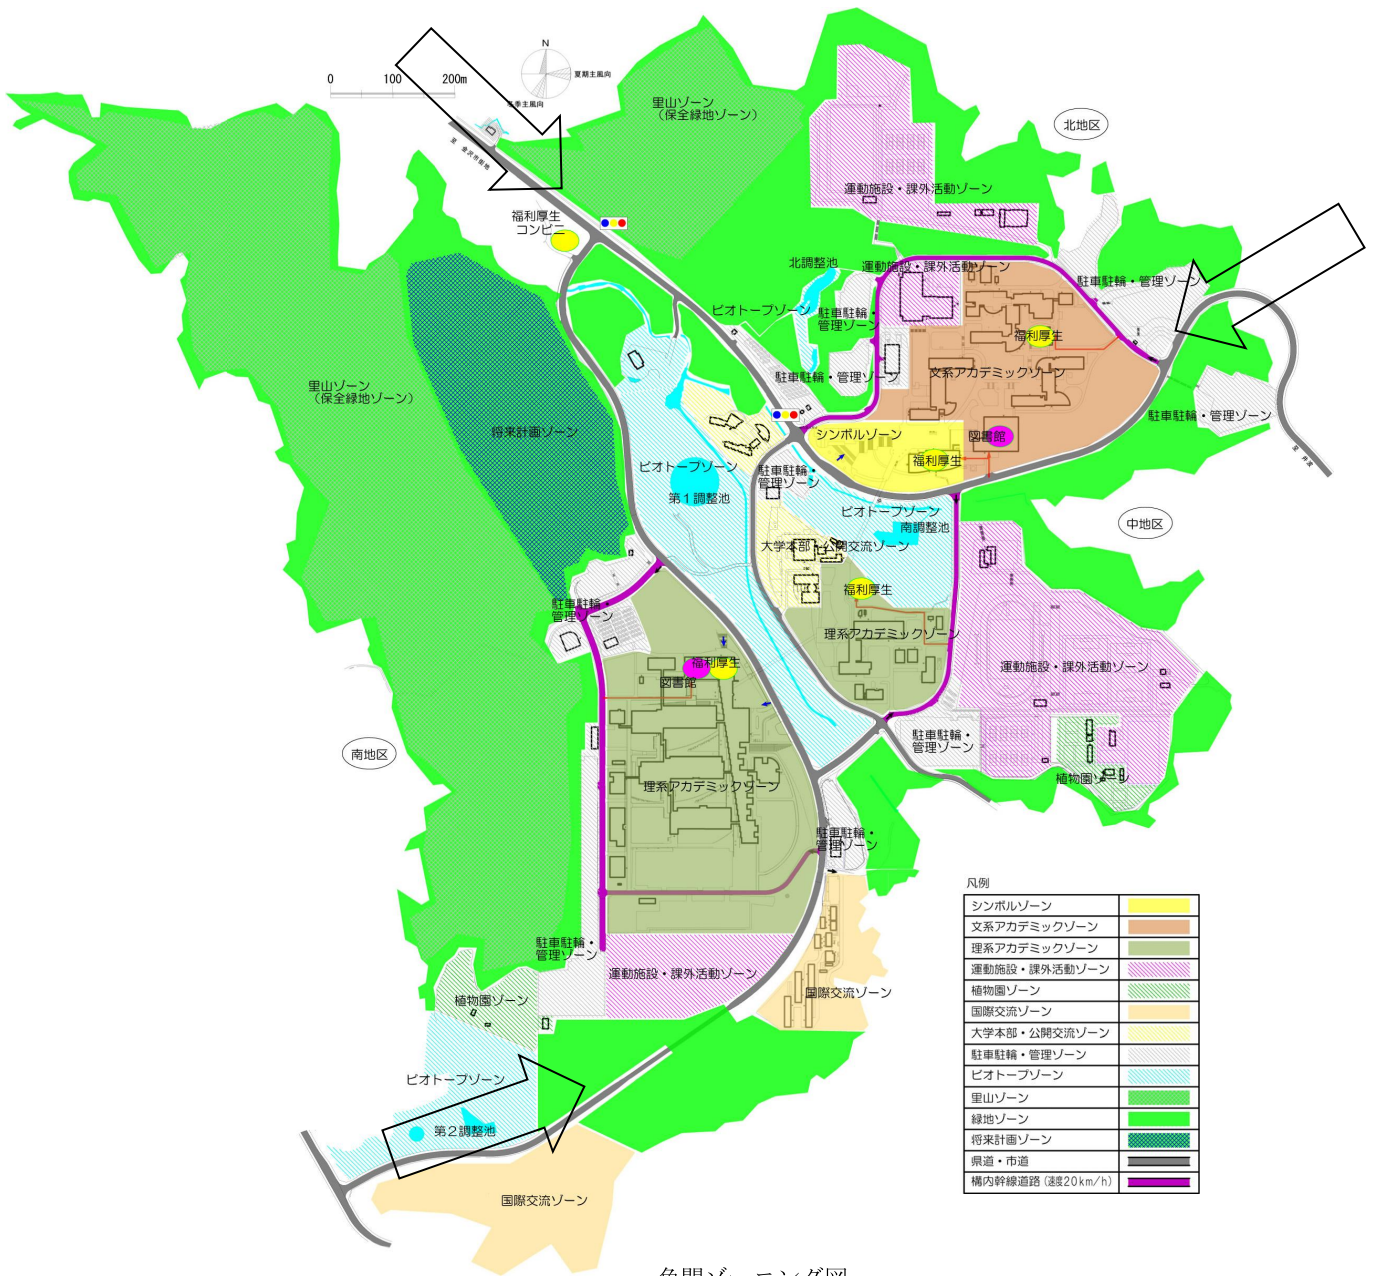 N
夏期主風向
冬季主風向
0 100 200m
至 金沢市街地
里山ゾーン
(保全緑地ゾーン)
北地区
運動施設・課外活動ゾーン
福利厚生
コンビニ
北調整池
運動施設・課外活動ゾーン
駐車駐輪・管理ゾーン
ビオトープゾーン
駐車駐輪・
管理ゾーン
福利厚生
文系アカデミックゾーン
駐車駐輪・管理ゾーン
里山ゾーン
(保全緑地ゾーン)
駐車駐輪・管理ゾーン
将来計画ゾーン
シンボルゾーン
図書館
至 井波
ビオトープゾーン
駐車駐輪・
管理ゾーン
福利厚生
第1調整池
ビオトープゾーン
南調整池
中地区
大学本部・公開交流ゾーン
福利厚生
駐車駐輪・
管理ゾーン
理系アカデミックゾーン
福利厚生
図書館
運動施設・課外活動ゾーン
南地区
駐車駐輪・
管理ゾーン
植物園ゾーン
理系アカデミックゾーン
駐車駐輪・
管理ゾーン
駐車駐輪・
管理ゾーン
運動施設・課外活動ゾーン
国際交流ゾーン
植物園ゾーン
ビオトープゾーン
第2調整池
国際交流ゾーン
凡例
シンボルゾーン
文系アカデミックゾーン
理系アカデミックゾーン
運動施設・課外活動ゾーン
植物園ゾーン
国際交流ゾーン
大学本部・公開交流ゾーン
駐車駐輪・管理ゾーン
ビオトープゾーン
里山ゾーン
緑地ゾーン
将来計画ゾーン
県道・市道
構内幹線道路(速度20km/h)
角間ゾーニング図